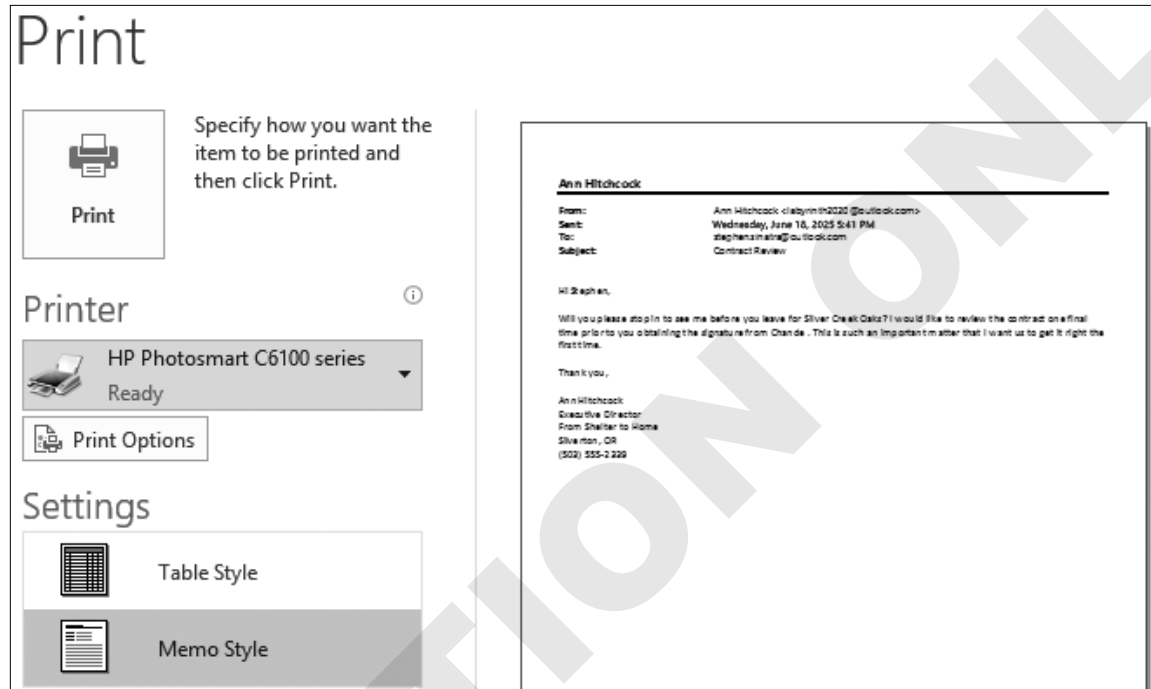 Print
Specify how you want the
item to be printed and
then click Print.
Print
Printer
HP Photosmart C6100 series
Ready
Print Options
Settings
Table Style
Memo Style
Ann Hitchcock
From: Ann Hitchcock <labyrinth2020@outlook.com>
Sent: Wednesday, June 18, 2025 5:41 PM
To: stephensinatra@outlook.com
Subject: Contract Review
Hi Stephen,
Will you please stop in to see me before you leave for Silver Creek Oaks? I would like to review the contract one final
time prior to you obtaining the signature from Chande. This is such an important matter that I want us to get it right the
first time.
Thank you,
Ann Hitchcock
Executive Director
From Shelter to Home
Silverton, OR
(503) 555-2339
TION ONL